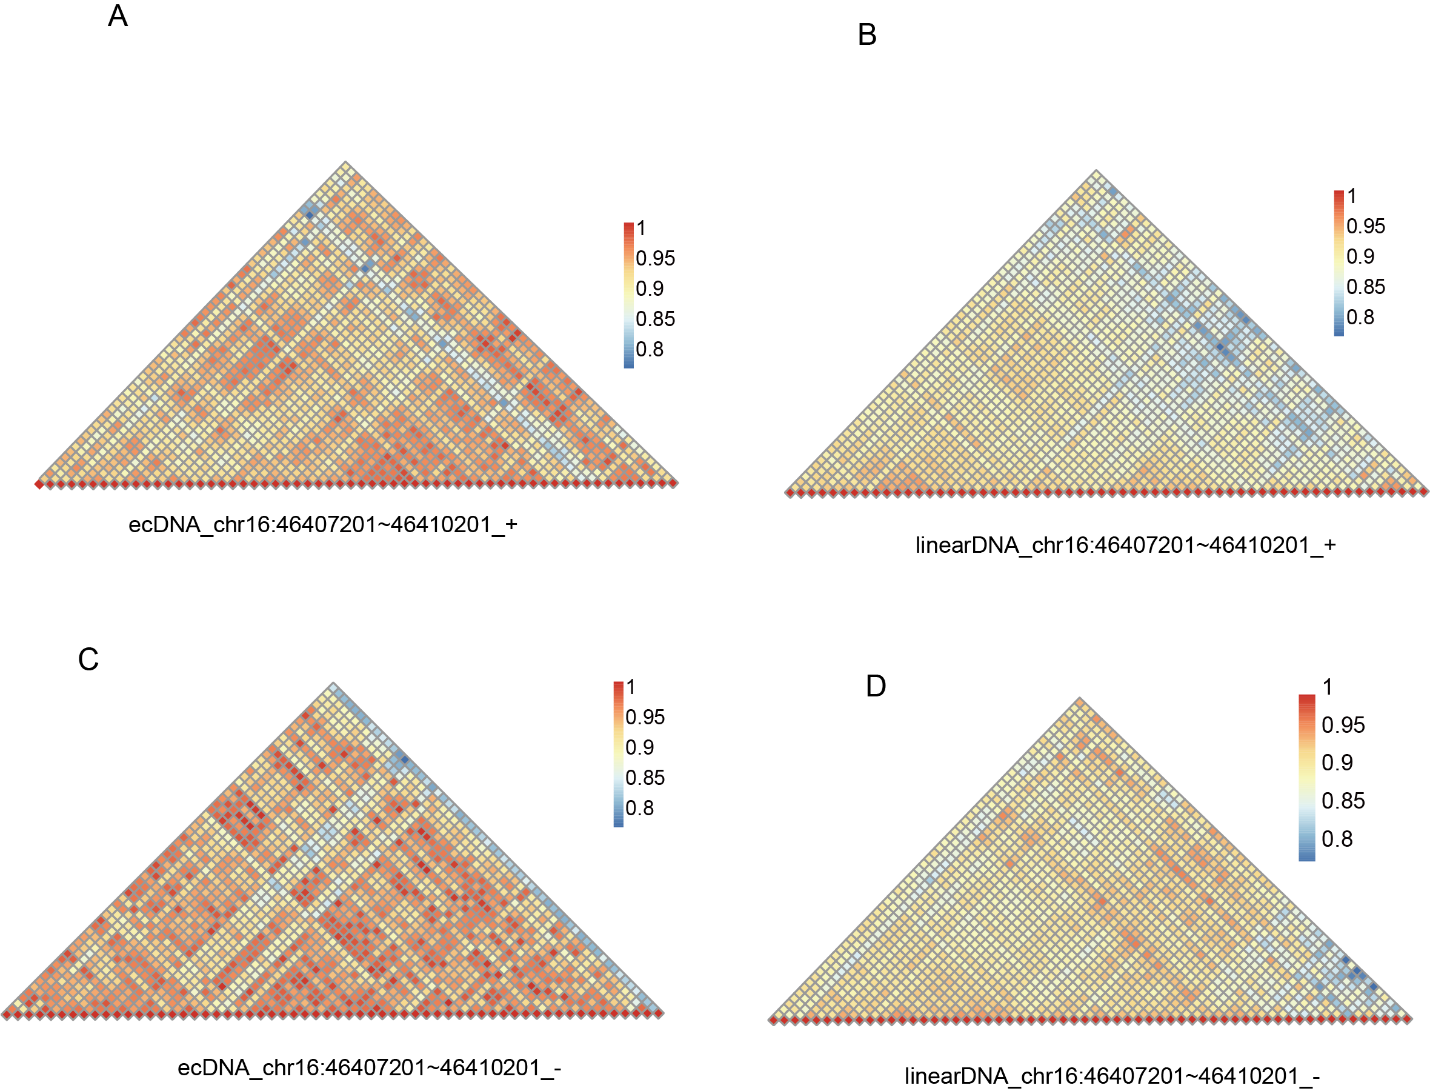 A
B
1
0.95
0.9
0.85
0.8
1
0.95
0.9
0.85
0.8
ecDNA_chr16:46407201~46410201_+
linearDNA_chr16:46407201~46410201_+
C
D
1
0.95
0.9
0.85
0.8
1
0.95
0.9
0.85
0.8
ecDNA_chr16:46407201~46410201_-
linearDNA_chr16:46407201~46410201_-